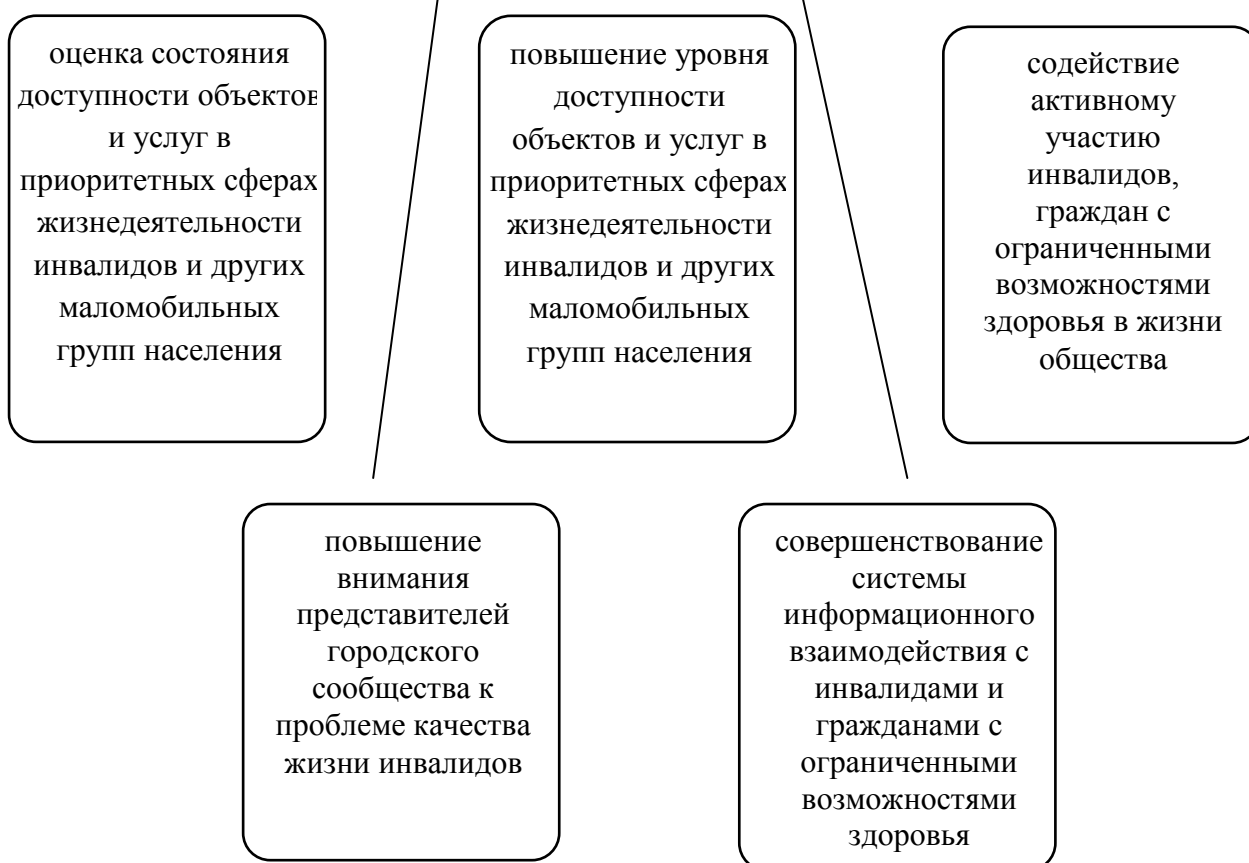 оценка состояния
доступности объектов
и услуг в
приоритетных сферах
жизнедеятельности
инвалидов и других
маломобильных
групп населения
повышение уровня
доступности
объектов и услуг в
приоритетных сферах
жизнедеятельности
инвалидов и других
маломобильных
групп населения
содействие
активному
участию
инвалидов,
граждан с
ограниченными
возможностями
здоровья в жизни
общества
повышение
внимания
представителей
городского
сообщества к
проблеме качества
жизни инвалидов
совершенствование
системы
информационного
взаимодействия с
инвалидами и
гражданами с
ограниченными
возможностями
здоровья